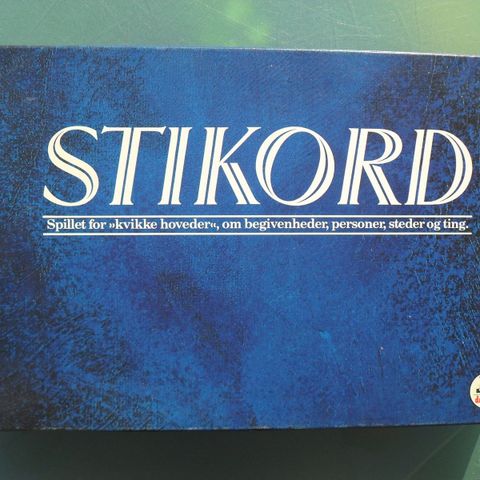 STIKORD
Spillet for »kvikke hoveder«, om begivenheder, personer, steder og ting.